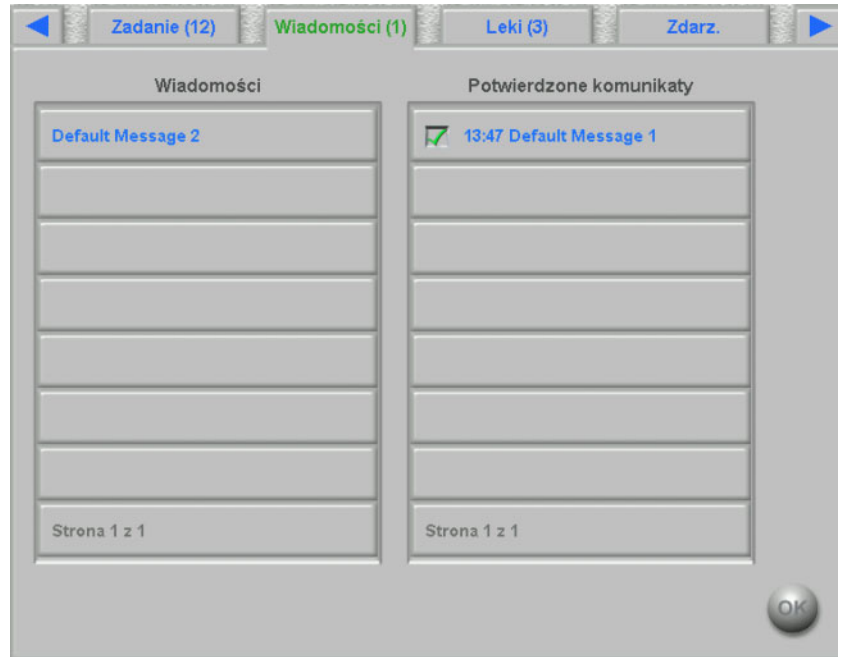 Zadanie (12) Wiadomości (1) Leki (3) Zdarz.
Wiadomości
Potwierdzone komunikaty
Default Message 2
13:47 Default Message 1
Strona 1 z 1
Strona 1 z 1
OK